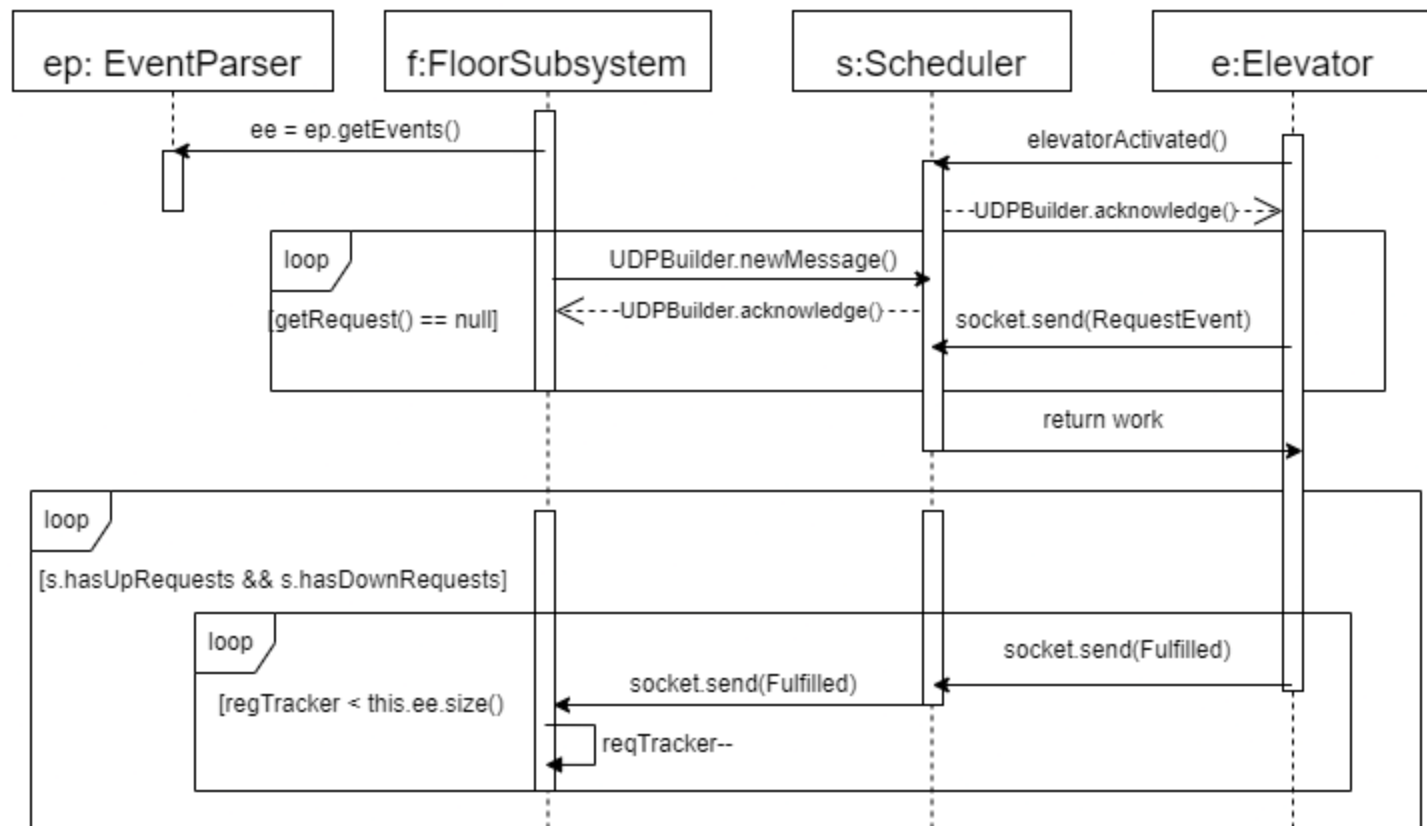 ep: EventParser
f:FloorSubsystem
s:Scheduler
e:Elevator
ee = ep.getEvents()
elevatorActivated()
UDPBuilder.acknowledge()
loop
UDPBuilder.newMessage()
[getRequest() == null]
UDPBuilder.acknowledge()
socket.send(RequestEvent)
return work
loop
[s.hasUpRequests && s.hasDownRequests]
loop
socket.send(Fulfilled)
socket.send(Fulfilled)
[regTracker < this.ee.size()
reqTracker--